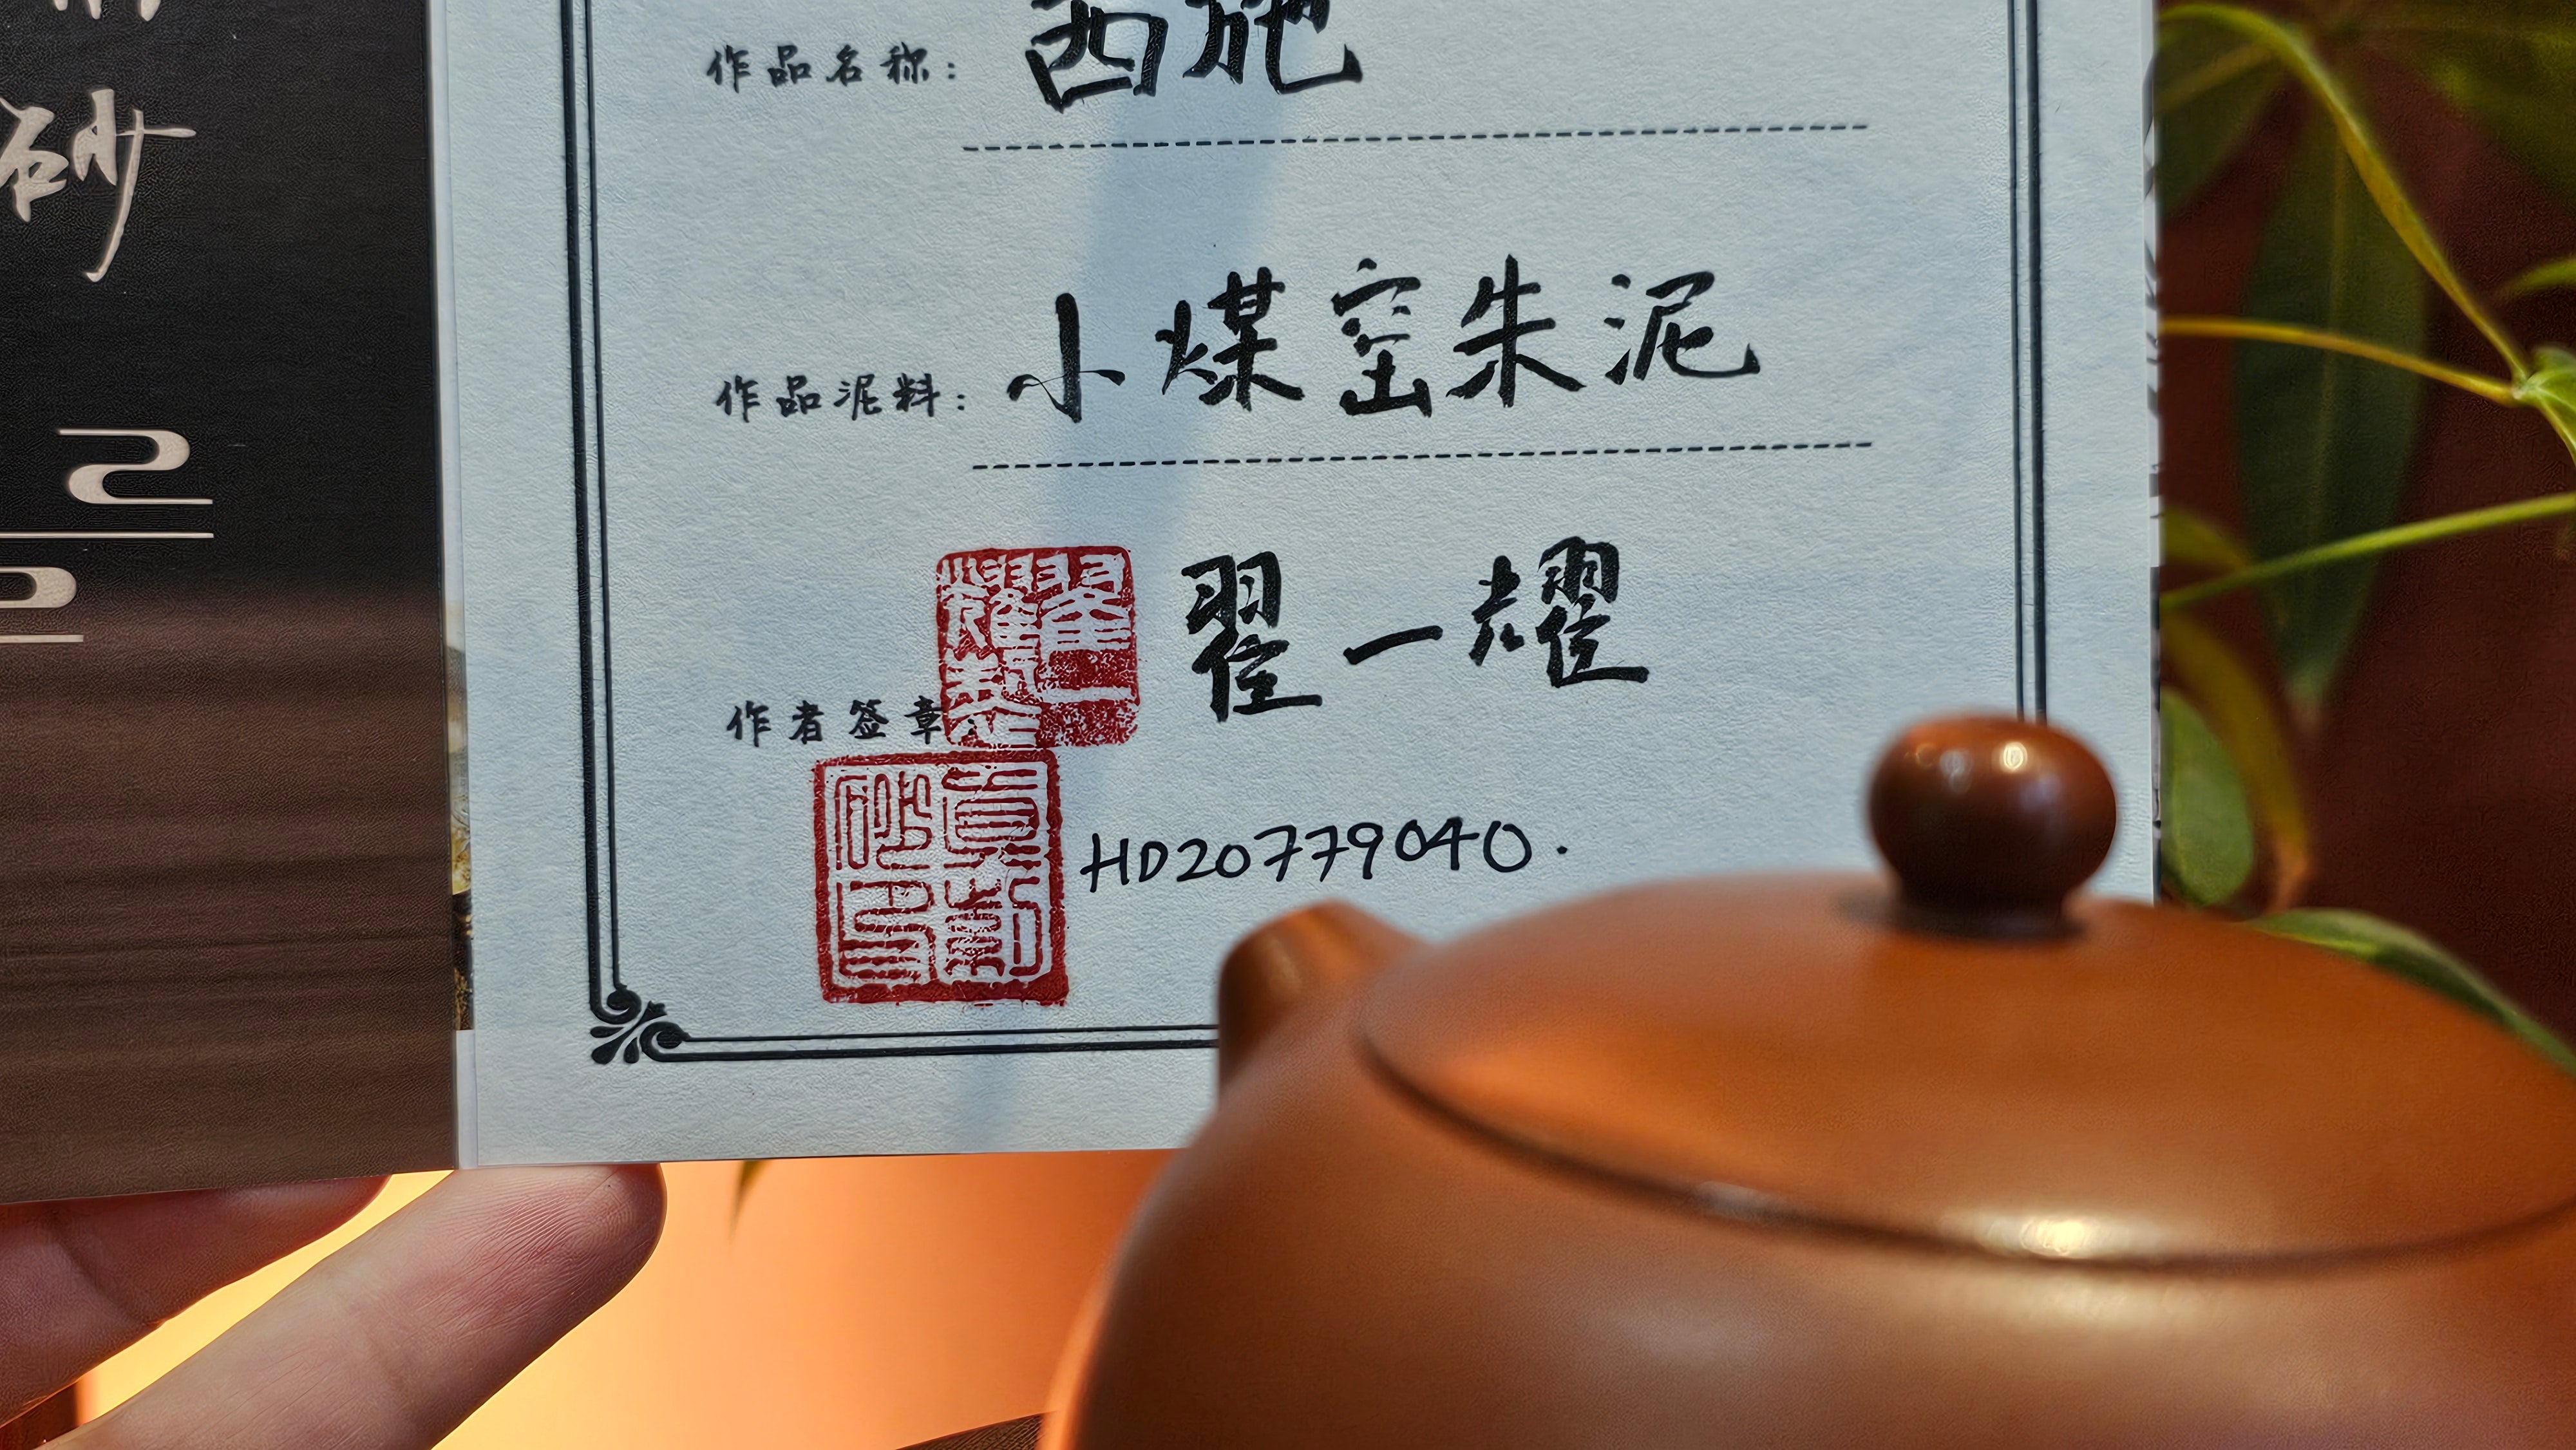 砂
作品名称: 西施
作品泥料: 小煤窑朱泥
翟一耀
作者签章:
HD20779040.